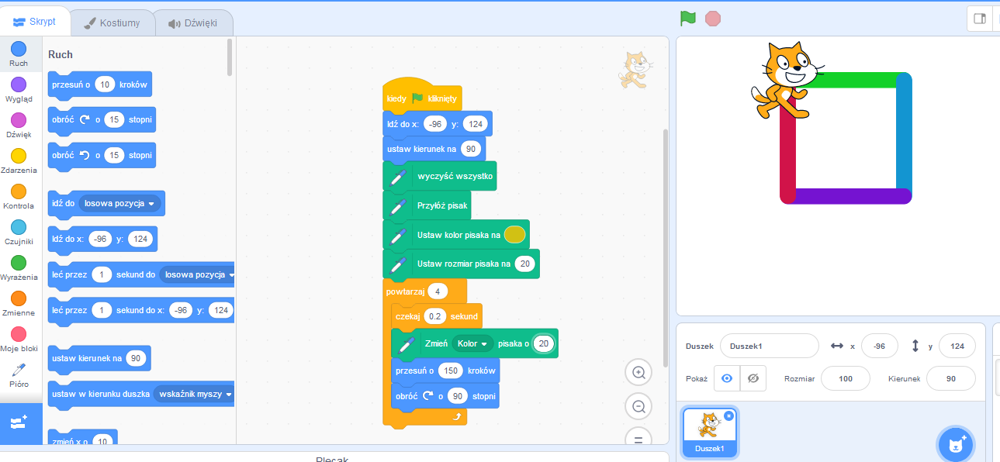 Skrypt
Kostiumy
Dźwięki
Ruch
Wygląd
Dźwięk
Zdarzenia
Kontrola
Czujniki
Wyrażenia
Zmienne
Moje bloki
Pióro
Ruch
przesuń o 10 kroków
obróć o 15 stopni
obróć o 15 stopni
idź do losowa pozycja
Idź do x: -96 y: 124
leć przez 1 sekund do losowa pozycja
leć przez 1 sekund do x: -96 y: 124
ustaw kierunek na 90
ustaw w kierunku duszka wskaźnik myszy
zmień x o 10
kiedy kliknięty
Idź do x: -96 y: 124
ustaw kierunek na 90
wyczyść wszystko
Przyłóż pisak
Ustaw kolor pisaka na
Ustaw rozmiar pisaka na 20
powtarzaj 4
czekaj 0.2 sekund
Zmień Kolor pisaka o 20
przesuń o 150 kroków
obróć o 90 stopni
Plecak
Duszek Duszek1 x -96 y 124
Pokaż Rozmiar 100 Kierunek 90
Duszek1